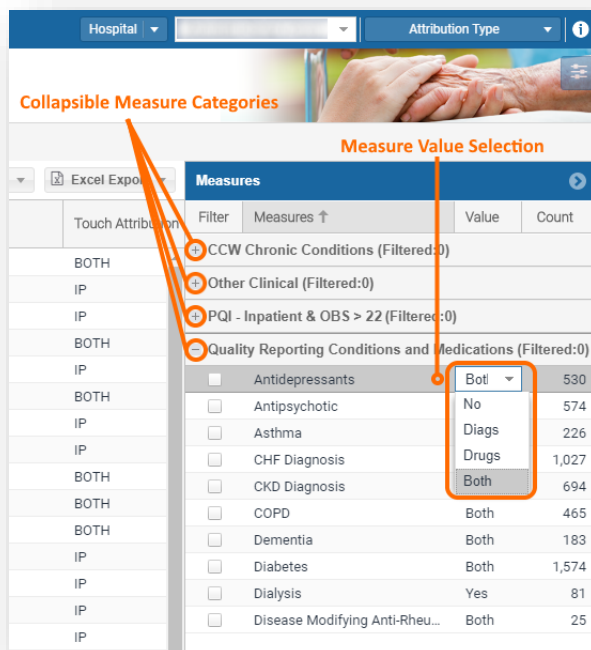 Hospital Attribution Type
Collapsible Measure Categories
Measure Value Selection
Excel Expo Measures
Touch Attribution Filter Measures ↑ Value Count
CCW Chronic Conditions (Filtered:0)
BOTH
Other Clinical (Filtered:0)
IP
PQI - Inpatient & OBS > 22 (Filtered:0)
IP
BOTH Quality Reporting Conditions and Medications (Filtered:0)
IP Antidepressants Botl 530
BOTH Antipsychotic No 574
IP Asthma Diags 226
IP CHF Diagnosis Drugs 1,027
BOTH CKD Diagnosis Both 694
BOTH COPD Both 465
BOTH Dementia Both 183
IP Diabetes Both 1,574
IP Dialysis Yes 81
IP Disease Modifying Anti-Rheu... Both 25
IP